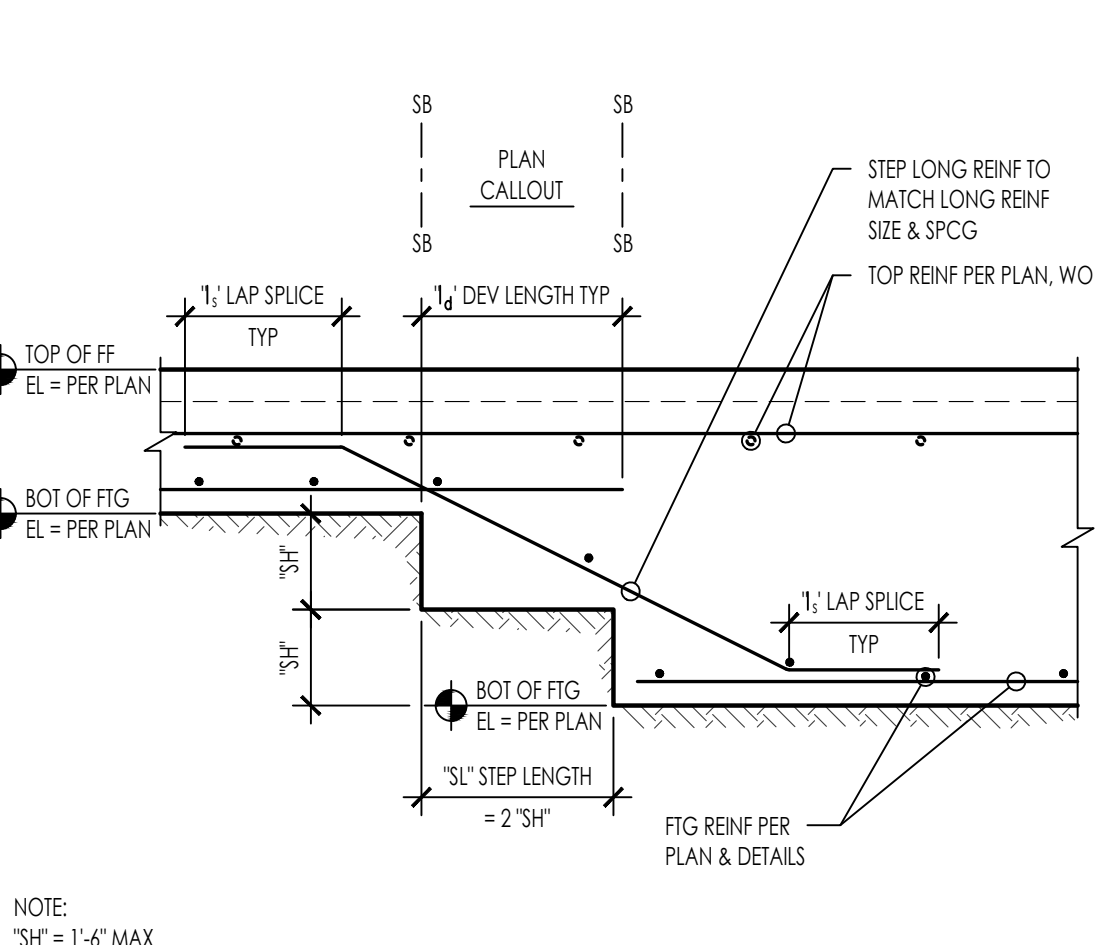 SB SB
PLAN
CALLOUT
SB SB
STEP LONG REINF TO
MATCH LONG REINF
SIZE & SPCG
TOP REINF PER PLAN, WO
'ls' LAP SPLICE
TYP
'ld' DEV LENGTH TYP
TOP OF FF
EL = PER PLAN
BOT OF FTG
EL = PER PLAN
"SH"
"SH"
'ls' LAP SPLICE
TYP
BOT OF FTG
EL = PER PLAN
"SL" STEP LENGTH
= 2 "SH"
FTG REINF PER
PLAN & DETAILS
NOTE:
"SH" = 1'-6" MAX